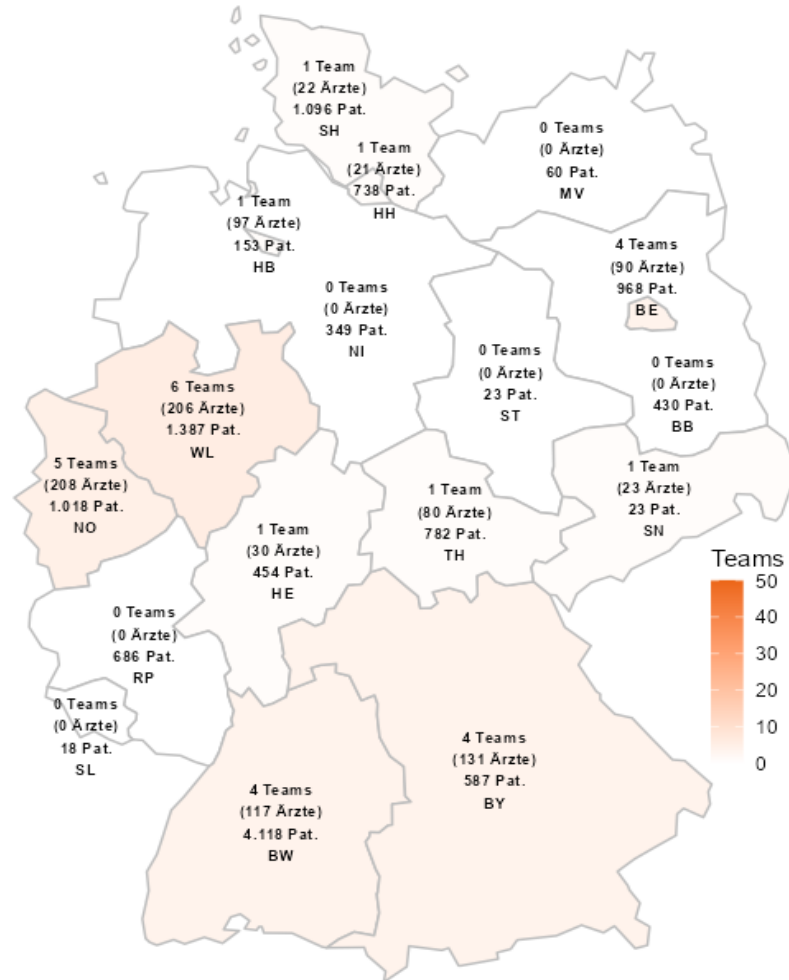 1 Team
(22 Ärzte)
1.096 Pat.
SH
1 Team
(21 Ärzte)
738 Pat.
HH
0 Teams
(0 Ärzte)
60 Pat.
MV
1 Team
(97 Ärzte)
153 Pat.
HB
4 Teams
(90 Ärzte)
968 Pat.
BE
0 Teams
(0 Ärzte)
349 Pat.
NI
0 Teams
(0 Ärzte)
23 Pat.
ST
0 Teams
(0 Ärzte)
430 Pat.
BB
6 Teams
(206 Ärzte)
1.387 Pat.
WL
5 Teams
(208 Ärzte)
1.018 Pat.
NO
1 Team
(30 Ärzte)
454 Pat.
HE
1 Team
(80 Ärzte)
782 Pat.
TH
1 Team
(23 Ärzte)
23 Pat.
SN
0 Teams
(0 Ärzte)
686 Pat.
RP
0 Teams
(0 Ärzte)
18 Pat.
SL
4 Teams
(117 Ärzte)
4.118 Pat.
BW
4 Teams
(131 Ärzte)
587 Pat.
BY
Teams
50
40
30
20
10
0